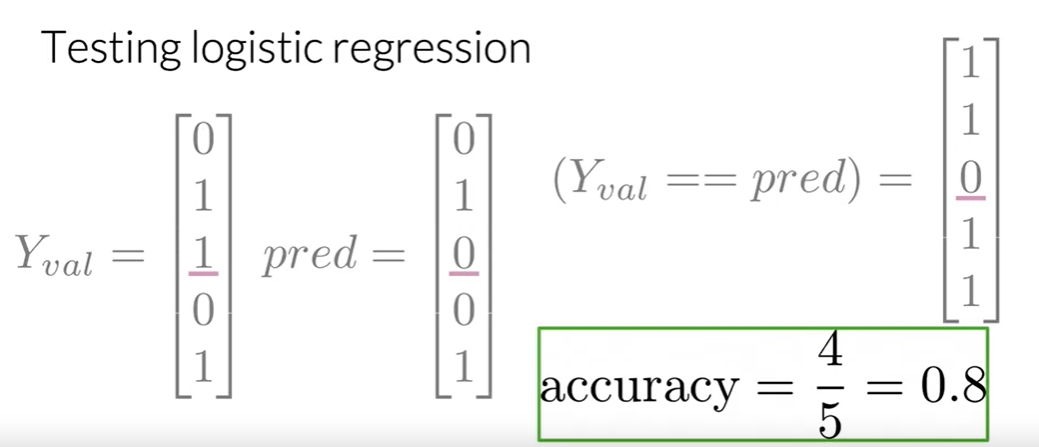 Testing logistic regression
Y_val = [0 1 1 0 1]
pred = [0 1 0 0 1]
(Y_val == pred) = [1 1 0 1 1]
accuracy = 4/5 = 0.8